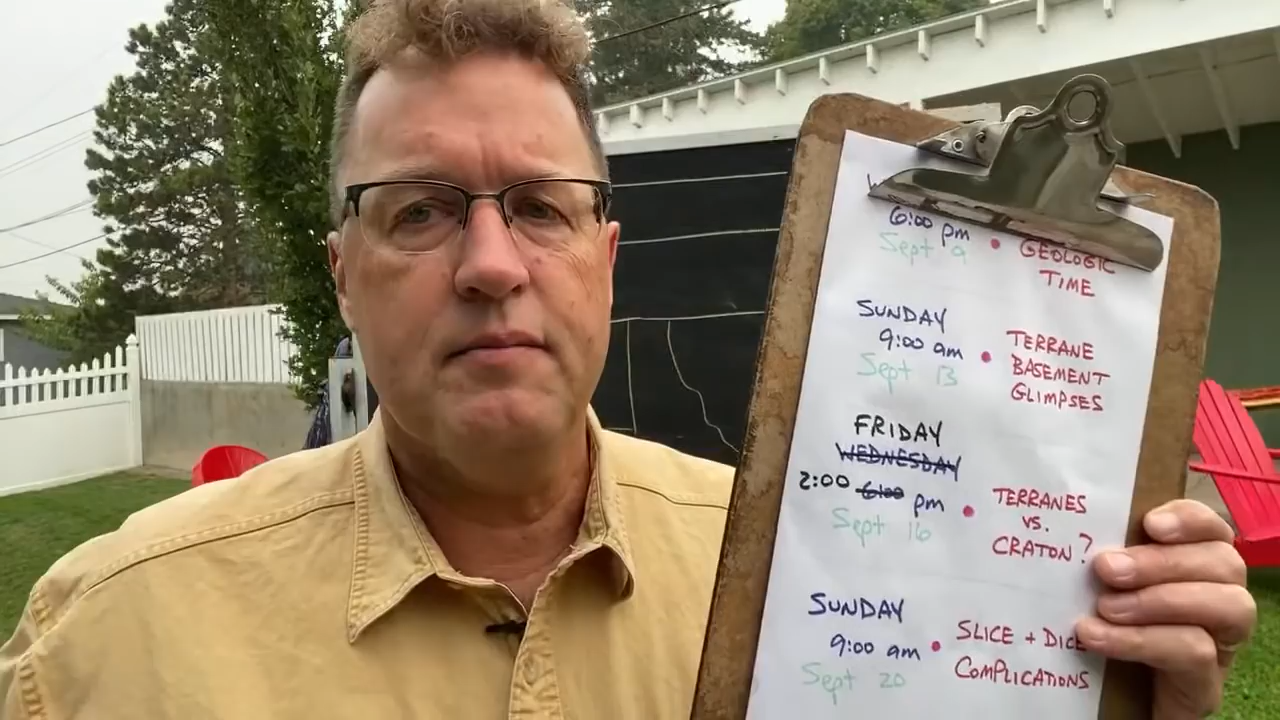 6:00 pm • GEOLOGIC
Sept 9 TIME
SUNDAY
9:00 am • TERRANE
Sept 13 BASEMENT
GLIMPSES
FRIDAY
WEDNESDAY
2:00 6:00 pm • TERRANES
Sept 16 VS.
CRATON?
SUNDAY
9:00 am • SLICE + DICE
Sept 20 COMPLICATIONS